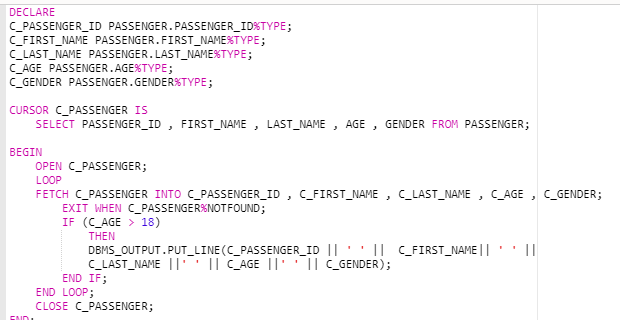 DECLARE
C_PASSENGER_ID PASSENGER.PASSENGER_ID%TYPE;
C_FIRST_NAME PASSENGER.FIRST_NAME%TYPE;
C_LAST_NAME PASSENGER.LAST_NAME%TYPE;
C_AGE PASSENGER.AGE%TYPE;
C_GENDER PASSENGER.GENDER%TYPE;
CURSOR C_PASSENGER IS
SELECT PASSENGER_ID , FIRST_NAME , LAST_NAME , AGE , GENDER FROM PASSENGER;
BEGIN
OPEN C_PASSENGER;
LOOP
FETCH C_PASSENGER INTO C_PASSENGER_ID , C_FIRST_NAME , C_LAST_NAME , C_AGE , C_GENDER;
EXIT WHEN C_PASSENGER%NOTFOUND;
IF (C_AGE > 18)
THEN
DBMS_OUTPUT.PUT_LINE(C_PASSENGER_ID || ' ' || C_FIRST_NAME|| ' ' ||
C_LAST_NAME ||' ' || C_AGE ||' ' || C_GENDER);
END IF;
END LOOP;
CLOSE C_PASSENGER;
END;